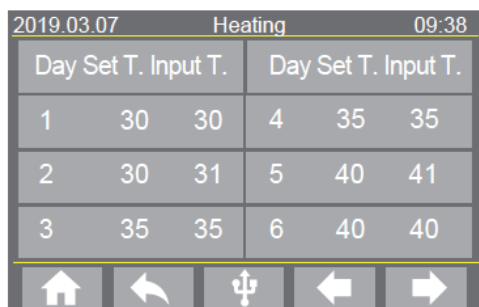 2019.03.07 Heating 09:38
Day Set T. Input T. Day Set T. Input T.
1 30 30 4 35 35
2 30 31 5 40 41
3 35 35 6 40 40